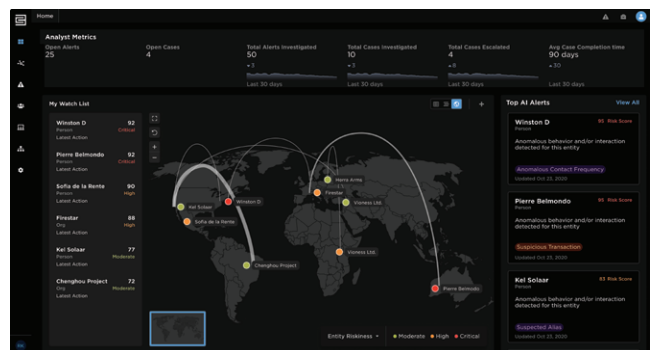 Home
Analyst Metrics
Open Alerts
25
Open Cases
4
Total Alerts Investigated
50
3
Last 30 days
Total Cases Investigated
10
3
Last 30 days
Total Cases Escalated
4
8
Last 30 days
Avg Case Completion time
90 days
30
Last 30 days
My Watch List
Winston D 92
Person Critical
Latest Action
Pierre Belmondo 92
Person Critical
Latest Action
Sofia de la Rente 90
Person High
Latest Action
Firestar 88
Org High
Latest Action
Kel Solaar 77
Person Moderate
Latest Action
Chenghou Project 72
Org Moderate
Latest Action
Kel Solaar
Winston D
Sofia de la Rente
Chenghou Project
Harro Arms
Firestar
Vioness Ltd.
Vioness Ltd.
Pierre Belmodo
Entity Riskiness
Moderate
High
Critical
Top AI Alerts
View All
Winston D 95 Risk Score
Person
Anomalous behavior and/or interaction
detected for this entity
Anomalous Contact Frequency
Updated Oct 23, 2020
Pierre Belmondo 95 Risk Score
Person
Anomalous behavior and/or interaction
detected for this entity
Suspicious Transaction
Updated Oct 23, 2020
Kel Solaar 83 Risk Score
Person
Anomalous behavior and/or interaction
detected for this entity
Suspected Alias
Updated Oct 23, 2020